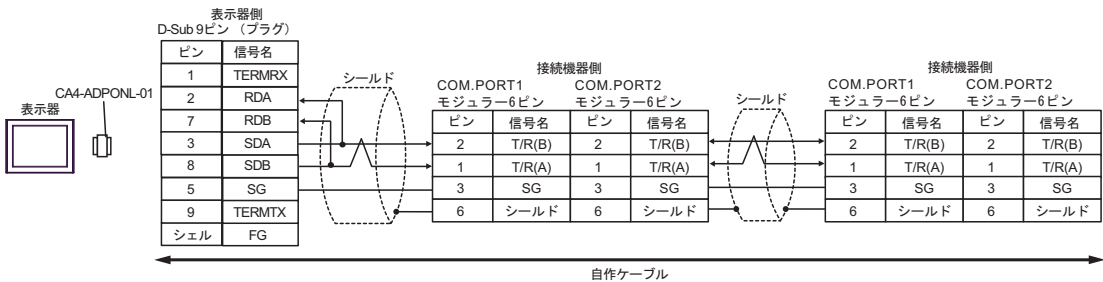 表示器
CA4-ADPONL-01
表示器側
D-Sub 9ピン （プラグ）
ピン 信号名
1 TERMRX
2 RDA
7 RDB
3 SDA
8 SDB
5 SG
9 TERMTX
シェル FG
シールド
接続機器側
COM.PORT1 COM.PORT2
モジュラー6ピン モジュラー6ピン
ピン 信号名 ピン 信号名
2 T/R(B) 2 T/R(B)
1 T/R(A) 1 T/R(A)
3 SG 3 SG
6 シールド 6 シールド
シールド
接続機器側
COM.PORT1 COM.PORT2
モジュラー6ピン モジュラー6ピン
ピン 信号名 ピン 信号名
2 T/R(B) 2 T/R(B)
1 T/R(A) 1 T/R(A)
3 SG 3 SG
6 シールド 6 シールド
自作ケーブル